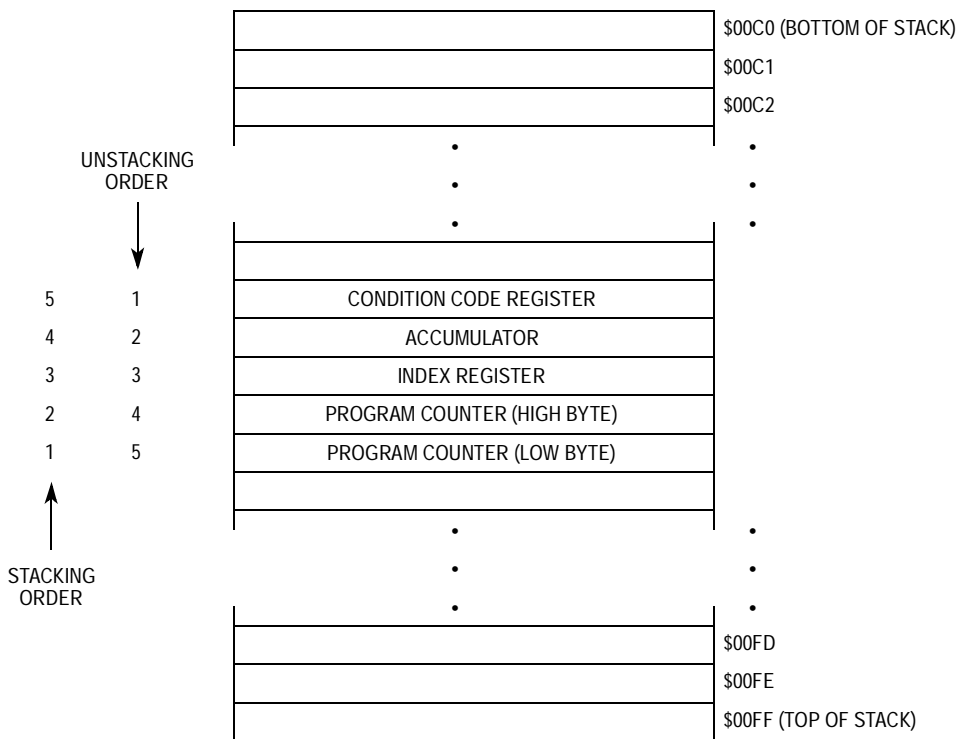 $00C0 (BOTTOM OF STACK)
$00C1
$00C2
UNSTACKING
ORDER
5 1 CONDITION CODE REGISTER
4 2 ACCUMULATOR
3 3 INDEX REGISTER
2 4 PROGRAM COUNTER (HIGH BYTE)
1 5 PROGRAM COUNTER (LOW BYTE)
STACKING
ORDER
$00FD
$00FE
$00FF (TOP OF STACK)